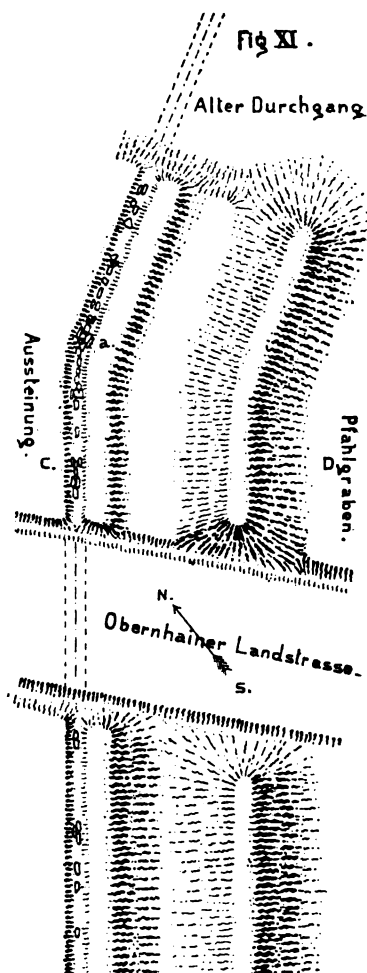 Fig XI.
Alter Durchgang
a.
Aussteinung.
Pfahlgraben.
C.
D.
N.
Obernhainer Landstrasse.
S.